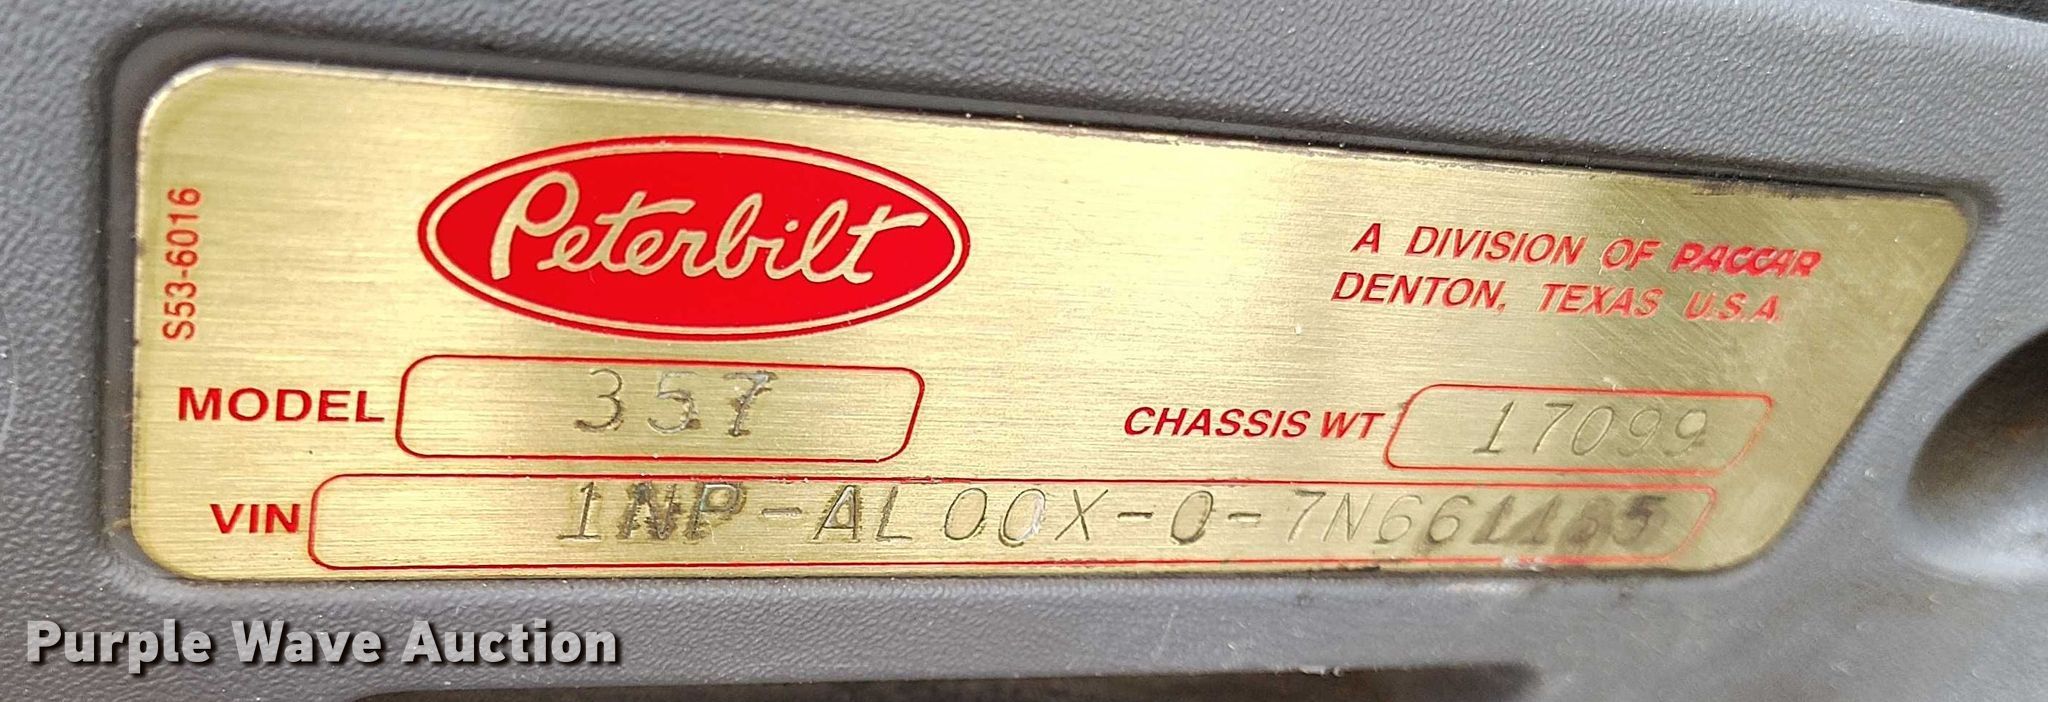 S53-6016
Peterbilt
A DIVISION OF PACCAR
DENTON, TEXAS U.S.A.
MODEL 357
CHASSIS WT 17099
VIN 1NP-AL00X-0-7N661185
Purple Wave Auction